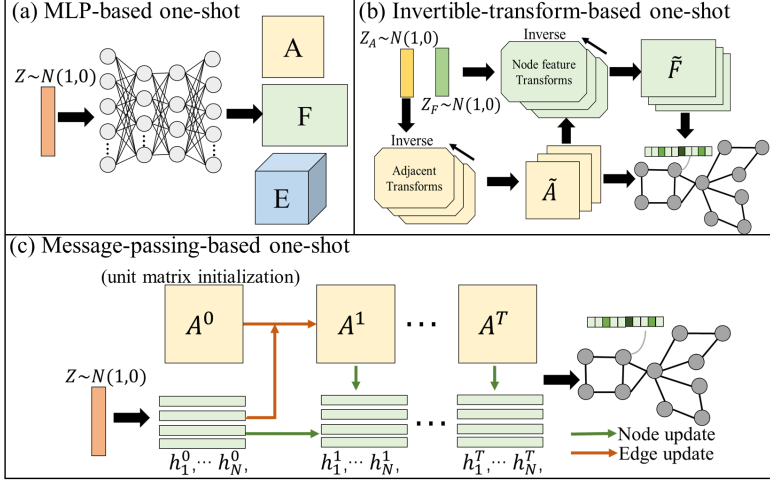 (a) MLP-based one-shot
Z~N(1,0)
A
F
E
(b) Invertible-transform-based one-shot
Z_A~N(1,0)
Z_F~N(1,0)
Inverse
Node feature
Transforms
F̃
Inverse
Adjacent
Transforms
Ã
(c) Message-passing-based one-shot
(unit matrix initialization)
A^0
A^1
...
A^T
Z~N(1,0)
...
h_1^0,... h_N^0,
h_1^1,... h_N^1,
h_1^T,... h_N^T,
Node update
Edge update